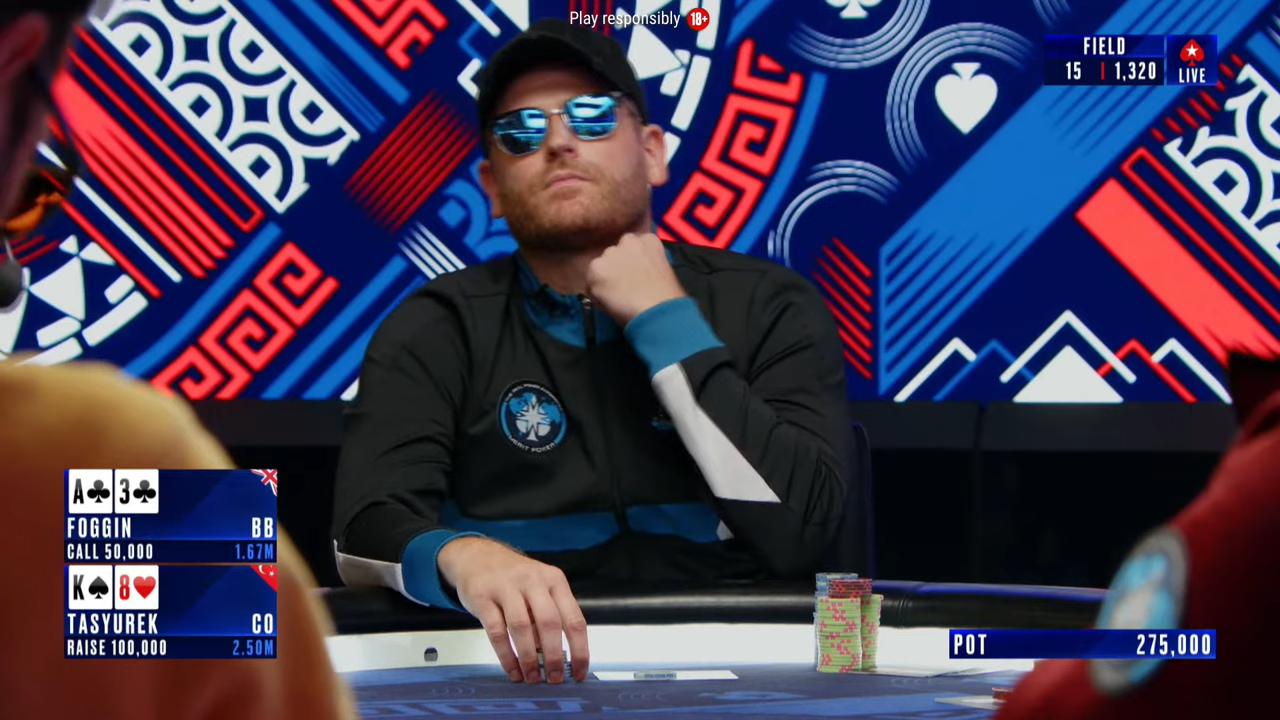 Play responsibly 18+
FIELD
15 | 1,320
LIVE
A♣ 3♣
FOGGIN BB
CALL 50,000 1.67M
K♠ 8♥
TASYUREK CO
RAISE 100,000 2.50M
POT 275,000